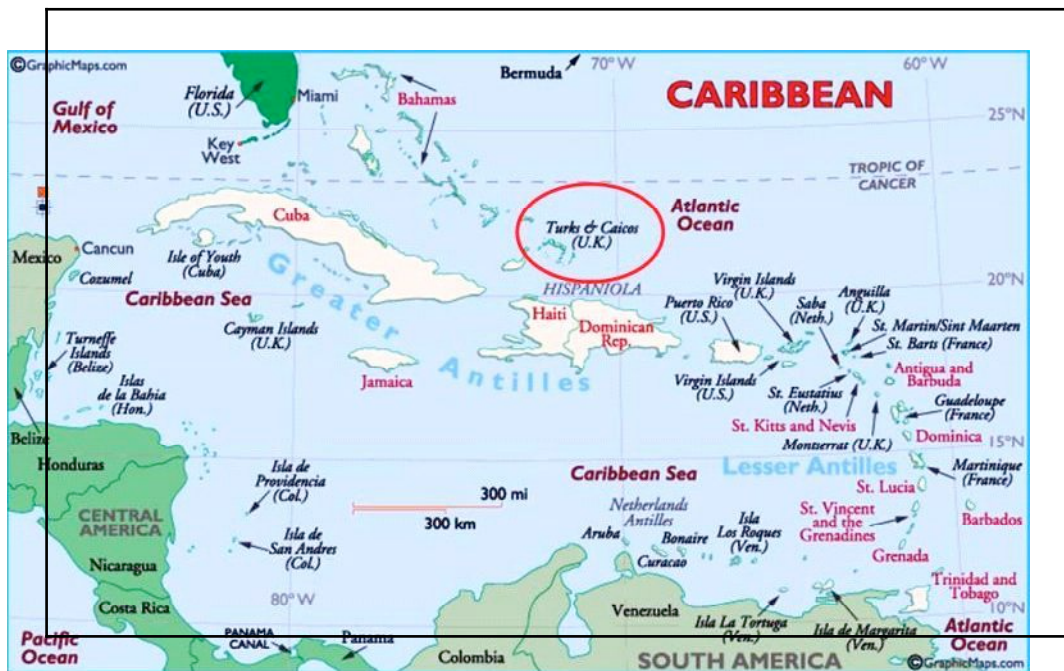 ©GraphicMaps.com
Bermuda
70°W
60°W
CARIBBEAN
Florida
(U.S.)
Miami
Bahamas
Gulf of
Mexico
25°N
Key
West
TROPIC OF
CANCER
Cuba
Turks & Caicos
(U.K.)
Atlantic
Ocean
Mexico
Cancun
Cozumel
Isle of Youth
(Cuba)
Caribbean Sea
Greater
Antilles
20°N
HISPANIOLA
Haiti
Dominican
Rep.
Puerto Rico
(U.S.)
Virgin Islands
(U.K.)
Saba
(Neth.)
Anguilla
(U.K.)
St. Martin/Sint Maarten
St. Barts (France)
Cayman Islands
(U.K.)
Jamaica
Turneffe
Islands
(Belize)
Islas
de la Bahia
(Hon.)
Virgin Islands
(U.S.)
St. Eustatius
(Neth.)
Antigua and
Barbuda
St. Kitts and Nevis
Guadeloupe
(France)
Montserrat (U.K.)
Belize
Honduras
Dominica
15°N
Lesser Antilles
Martinique
(France)
Caribbean Sea
Isla de
Providencia
(Col.)
300 mi
300 km
St. Lucia
Netherlands
Antilles
St. Vincent
and the
Grenadines
Barbados
CENTRAL
AMERICA
Isla de
San Andres
(Col.)
Aruba
Bonaire
Curacao
Isla
Los Roques
(Ven.)
Grenada
Nicaragua
Trinidad and
Tobago
Costa Rica
80°W
Venezuela
10°N
Isla La Tortuga
(Ven.)
Isla de Margarita
(Ven.)
Atlantic
Ocean
Pacific
Ocean
PANAMA
CANAL
Panama
Colombia
SOUTH AMERICA
©GraphicMaps.com